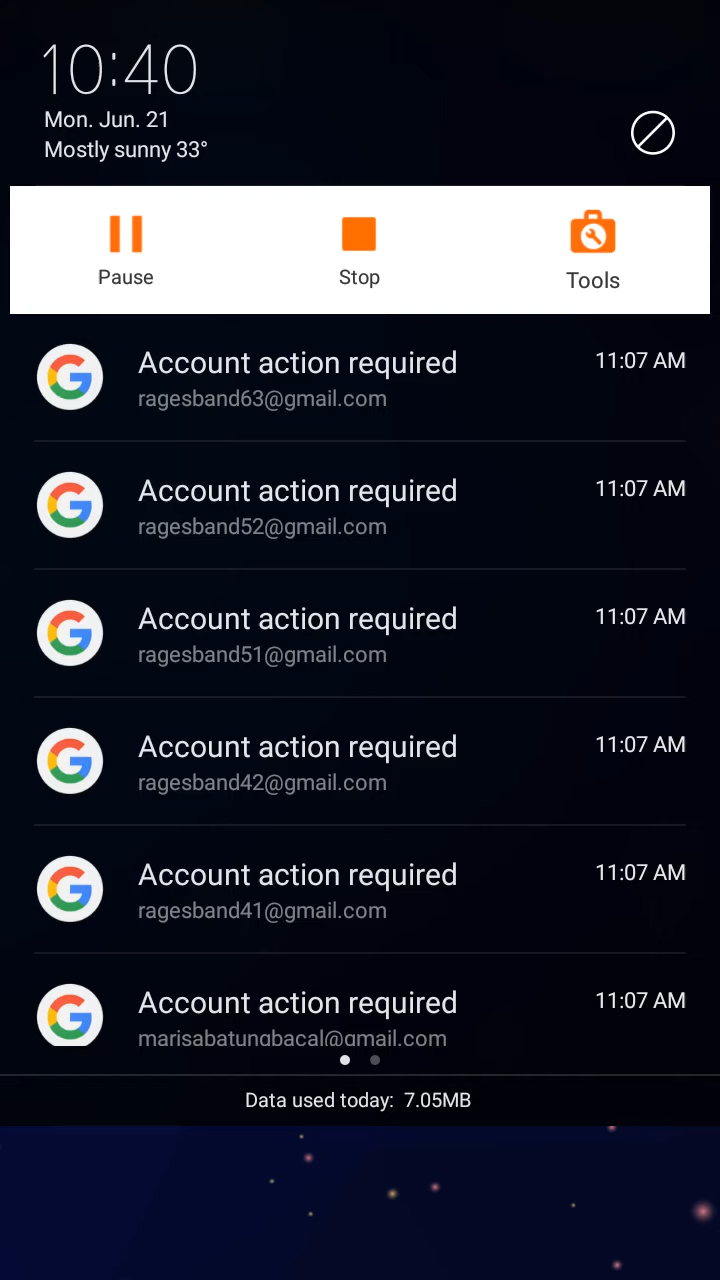 10:40
Mon. Jun. 21
Mostly sunny 33°
Pause
Stop
Tools
Account action required
11:07 AM
ragesband63@gmail.com
Account action required
11:07 AM
ragesband52@gmail.com
Account action required
11:07 AM
ragesband51@gmail.com
Account action required
11:07 AM
ragesband42@gmail.com
Account action required
11:07 AM
ragesband41@gmail.com
Account action required
11:07 AM
marisabatungbacal@gmail.com
Data used today: 7.05MB